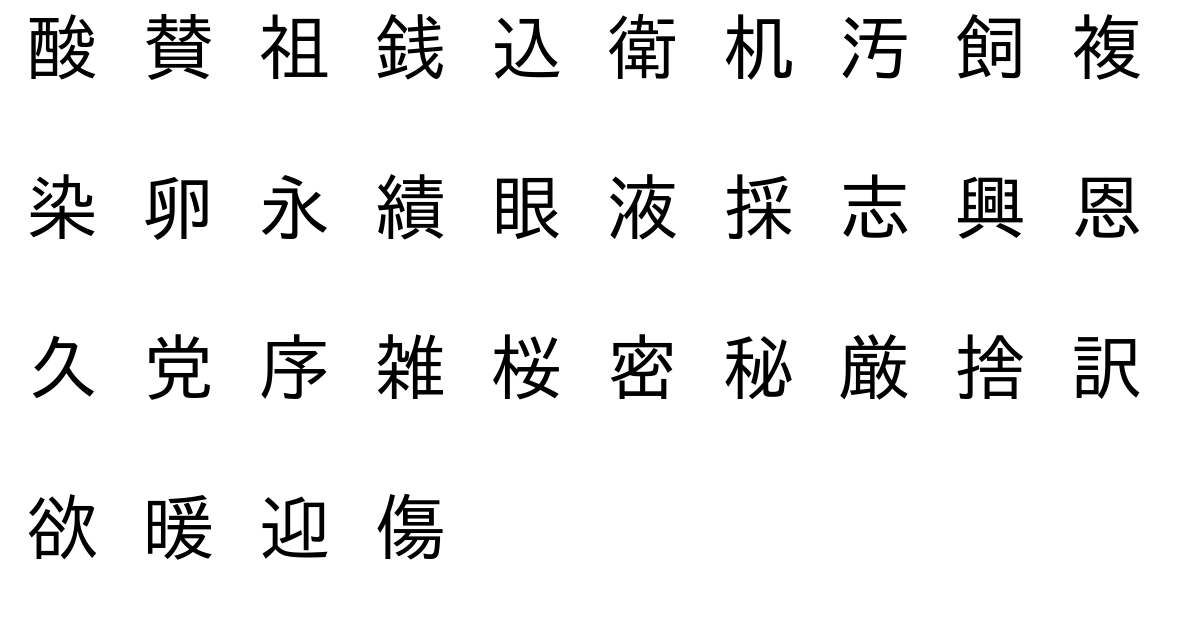 酸 賛 祖 銭 込 衛 机 汚 飼 複
染 卵 永 績 眼 液 採 志 興 恩
久 党 序 雑 桜 密 秘 厳 捨 訳
欲 暖 迎 傷